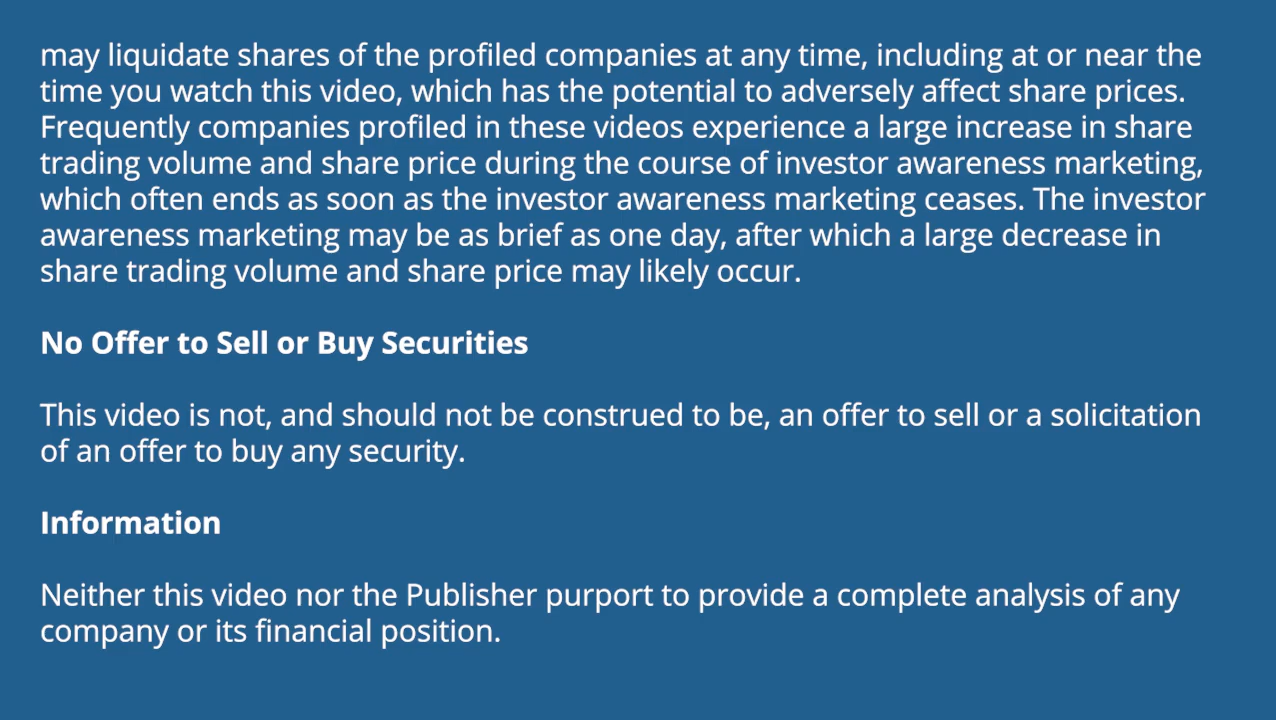 may liquidate shares of the profiled companies at any time, including at or near the
time you watch this video, which has the potential to adversely affect share prices.
Frequently companies profiled in these videos experience a large increase in share
trading volume and share price during the course of investor awareness marketing,
which often ends as soon as the investor awareness marketing ceases. The investor
awareness marketing may be as brief as one day, after which a large decrease in
share trading volume and share price may likely occur.
No Offer to Sell or Buy Securities
This video is not, and should not be construed to be, an offer to sell or a solicitation
of an offer to buy any security.
Information
Neither this video nor the Publisher purport to provide a complete analysis of any
company or its financial position.